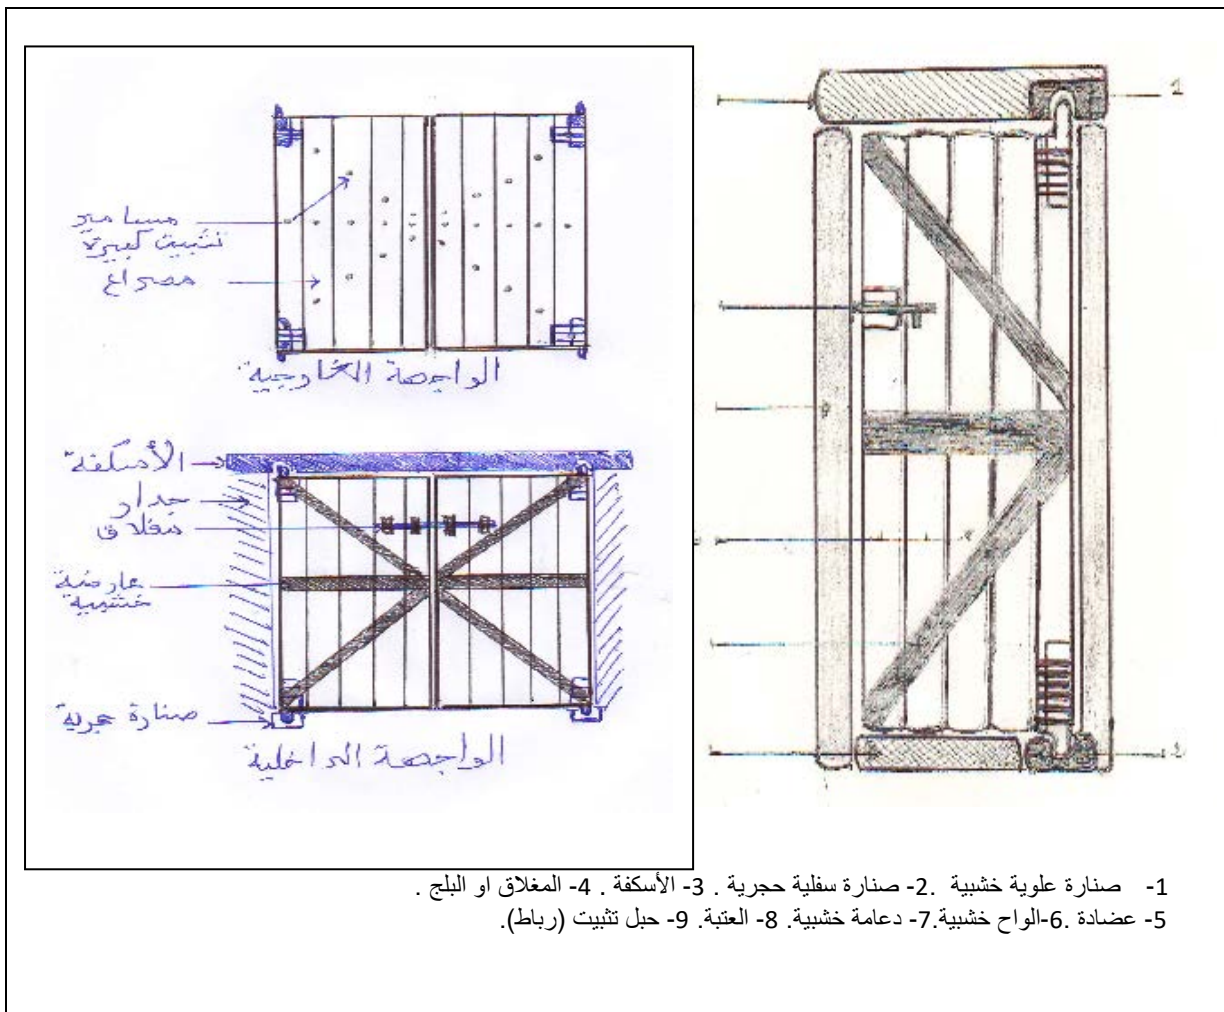 مسامير
تثبيت كبيرة
مصراع
الواجهة الخارجية
الأسكفة
جدار
مغلاق
عارضة
خشبية
صنارة حجرية
الواجهة الداخلية
1
2
1- صنارة علوية خشبية .2- صنارة سفلية حجرية . 3- الأسكفة . 4- المغلاق او البلج .
5- عضادة .6-الواح خشبية.7- دعامة خشبية. 8- العتبة. 9- حبل تثبيت (رباط).